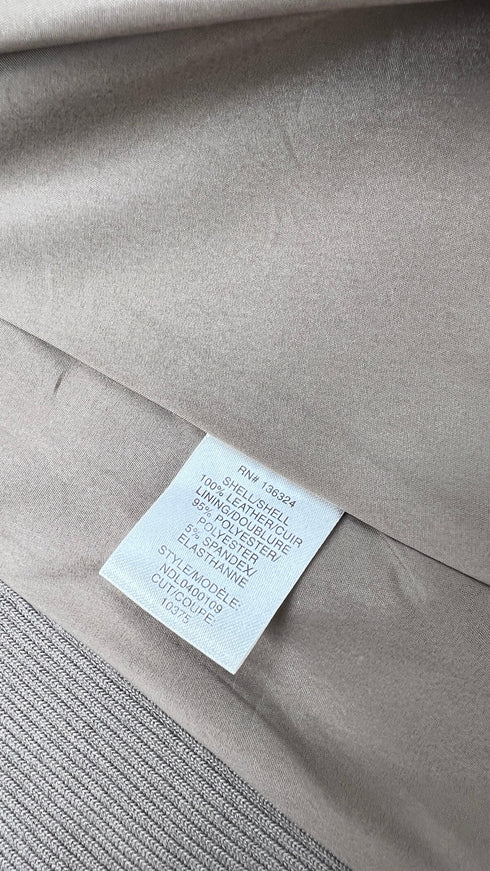 RN# 136324
SHELL/SHELL
100% LEATHER/CUIR
LINING/DOUBLURE
95% POLYESTER/
POLYESTER
5% SPANDEX/
ELASTHANNE
STYLE/MODÈLE:
NDL0400109
CUT/COUPE:
10375